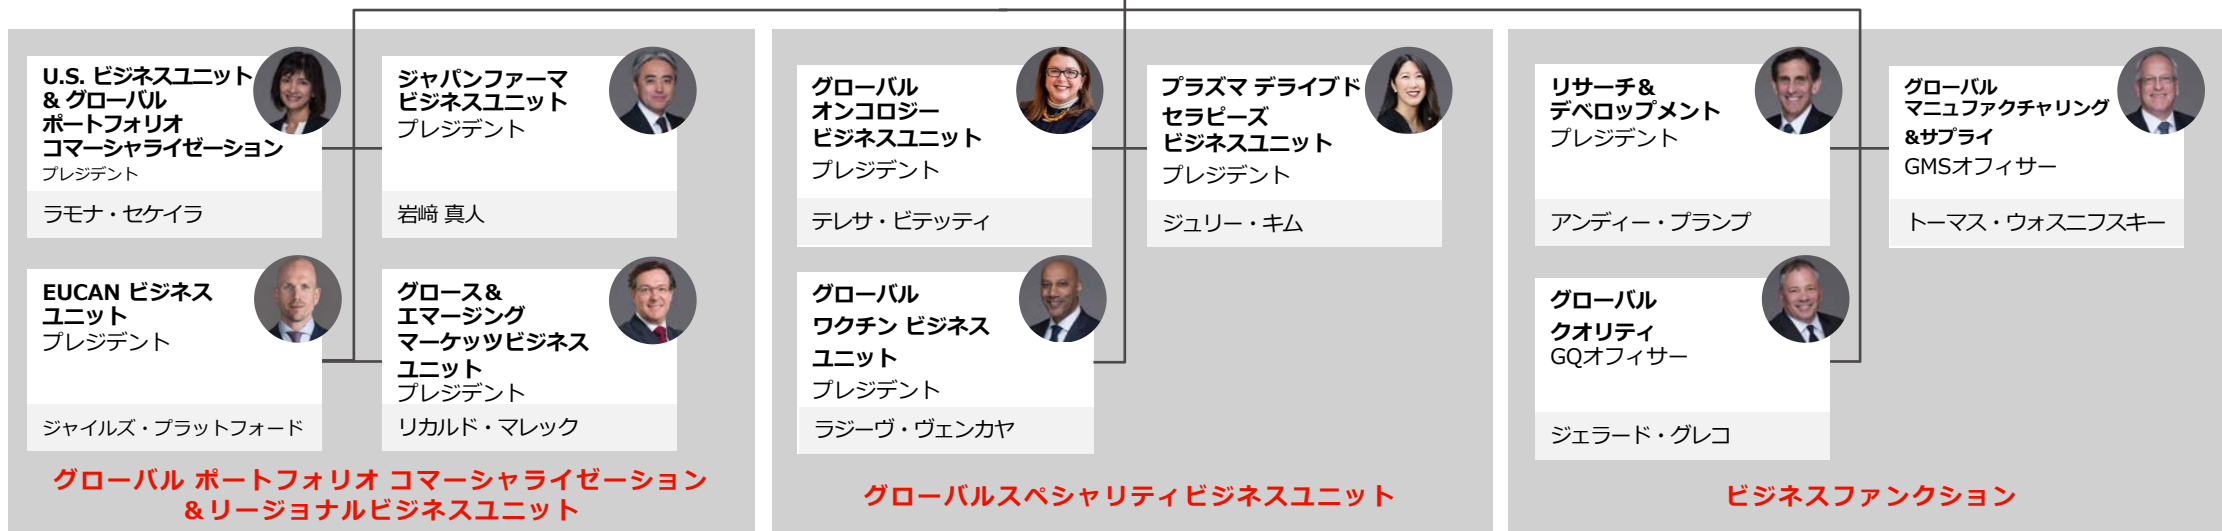 U.S. ビジネスユニット
& グローバル
ポートフォリオ
コマーシャライゼーション
プレジデント
ラモナ・セケイラ
ジャパンファーマ
ビジネスユニット
プレジデント
岩﨑 真人
EUCAN ビジネス
ユニット
プレジデント
ジャイルズ・プラットフォード
グロース&
エマージング
マーケッツビジネス
ユニット
プレジデント
リカルド・マレック
グローバル ポートフォリオ コマーシャライゼーション
&リージョナルビジネスユニット
グローバル
オンコロジー
ビジネスユニット
プレジデント
テレサ・ビテッティ
プラズマ デライブド
セラピーズ
ビジネスユニット
プレジデント
ジュリー・キム
グローバル
ワクチン ビジネス
ユニット
プレジデント
ラジーヴ・ヴェンカヤ
グローバルスペシャリティビジネスユニット
リサーチ&
デベロップメント
プレジデント
アンディー・プランプ
グローバル
マニュファクチャリング
&サプライ
GMSオフィサー
トーマス・ウォスニフスキー
グローバル
クオリティ
GQオフィサー
ジェラード・グレコ
ビジネスファンクション